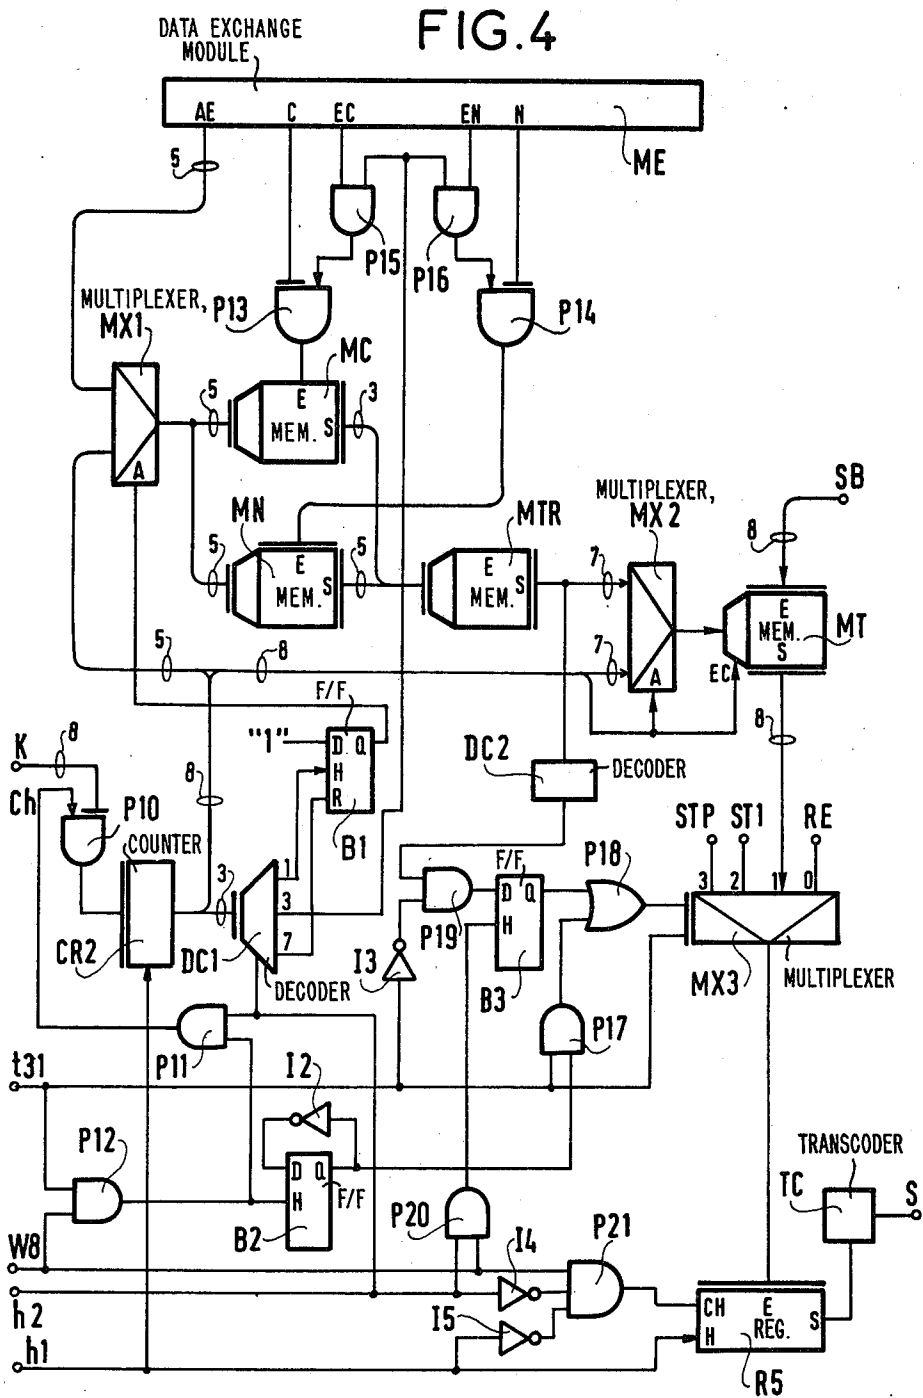 FIG.4
DATA EXCHANGE
MODULE
AE C EC EN N
ME
5
P15 P16
MULTIPLEXER,
MX1
P13
P14
MC
5 E 3
MEM. S
A
MN
MTR
MULTIPLEXER,
MX2
SB
8
5 E 5
MEM. S
E
MEM. S
7
E
MEM.
S
MT
5 8
7
A
EC
F/F
"1"
D Q
H
R
B1
K 8
8
DC2
DECODER
8
Ch
P10
COUNTER
STP ST1 RE
P18
1
3
7
3
F/F
D Q
H
P19
B3
3 2 1 0
CR2
DC1
DECODER
I3
MX3
MULTIPLEXER
P17
P11
t31
I2
P12
D Q
H
F/F
B2
TRANSCODER
TC
S
P20
P21
W8
I4
h2
I5
CH E S
H REG.
h1
R5